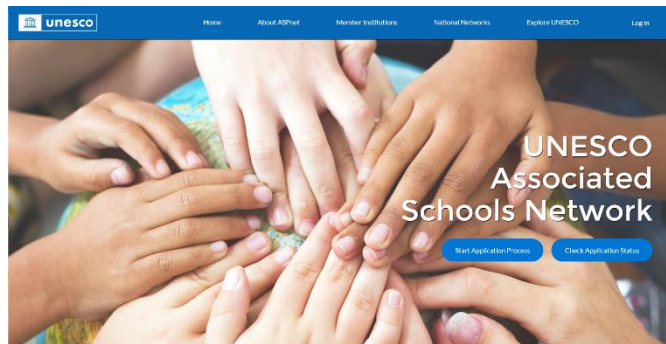 unesco
Home About ASPnet Member Institutions National Networks Explore UNESCO Log in
UNESCO
Associated
Schools Network
Start Application Process Check Application Status